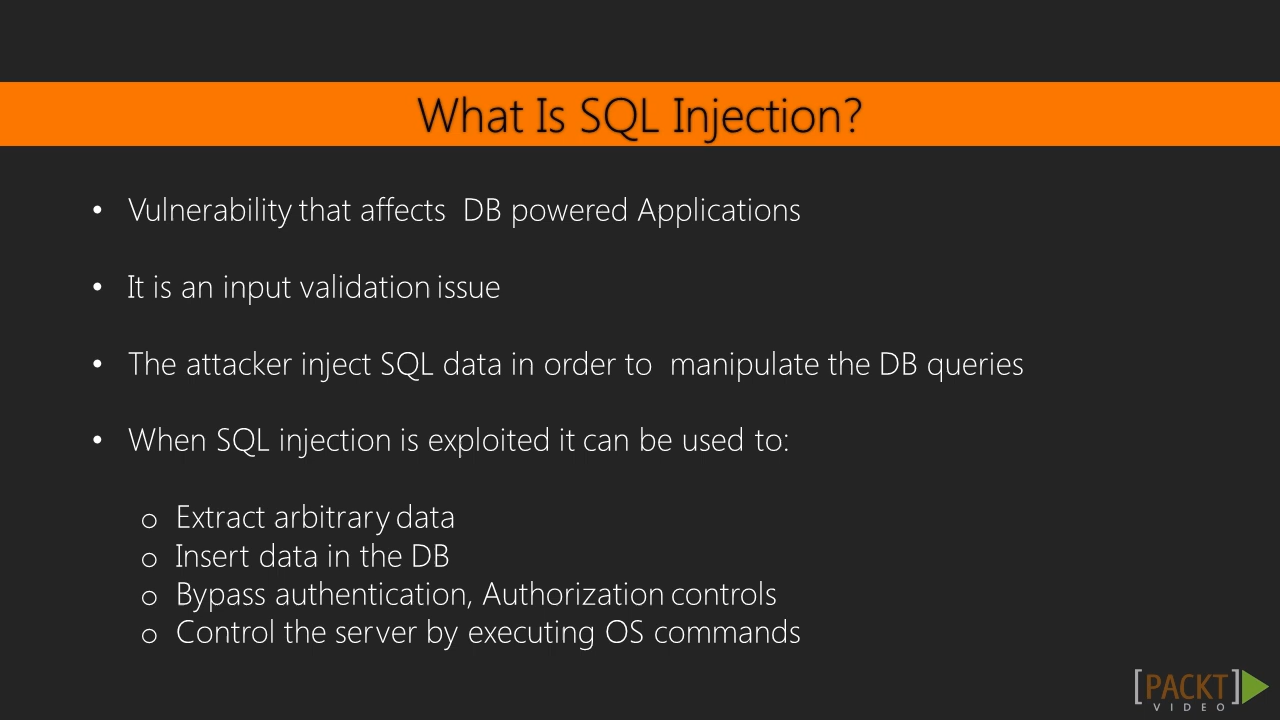 What Is SQL Injection?
• Vulnerability that affects DB powered Applications
• It is an input validation issue
• The attacker inject SQL data in order to manipulate the DB queries
• When SQL injection is exploited it can be used to:
o Extract arbitrary data
o Insert data in the DB
o Bypass authentication, Authorization controls
o Control the server by executing OS commands
[PACKT]
VIDEO